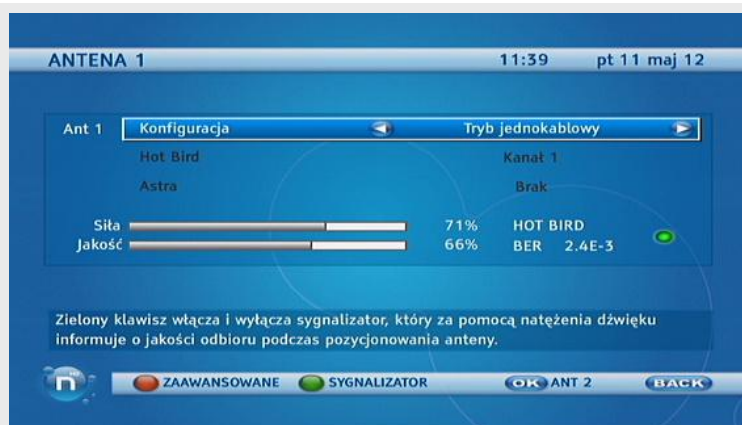 ANTENA 1 11:39 pt 11 maj 12
Ant 1 Konfiguracja Tryb jednokablowy
Hot Bird Kanał 1
Astra Brak
Siła 71% HOT BIRD
Jakość 66% BER 2.4E-3
Zielony klawisz włącza i wyłącza sygnalizator, który za pomocą natężenia dźwięku
informuje o jakości odbioru podczas pozycjonowania anteny.
n ZAAWANSOWANE SYGNALIZATOR OK ANT 2 BACK